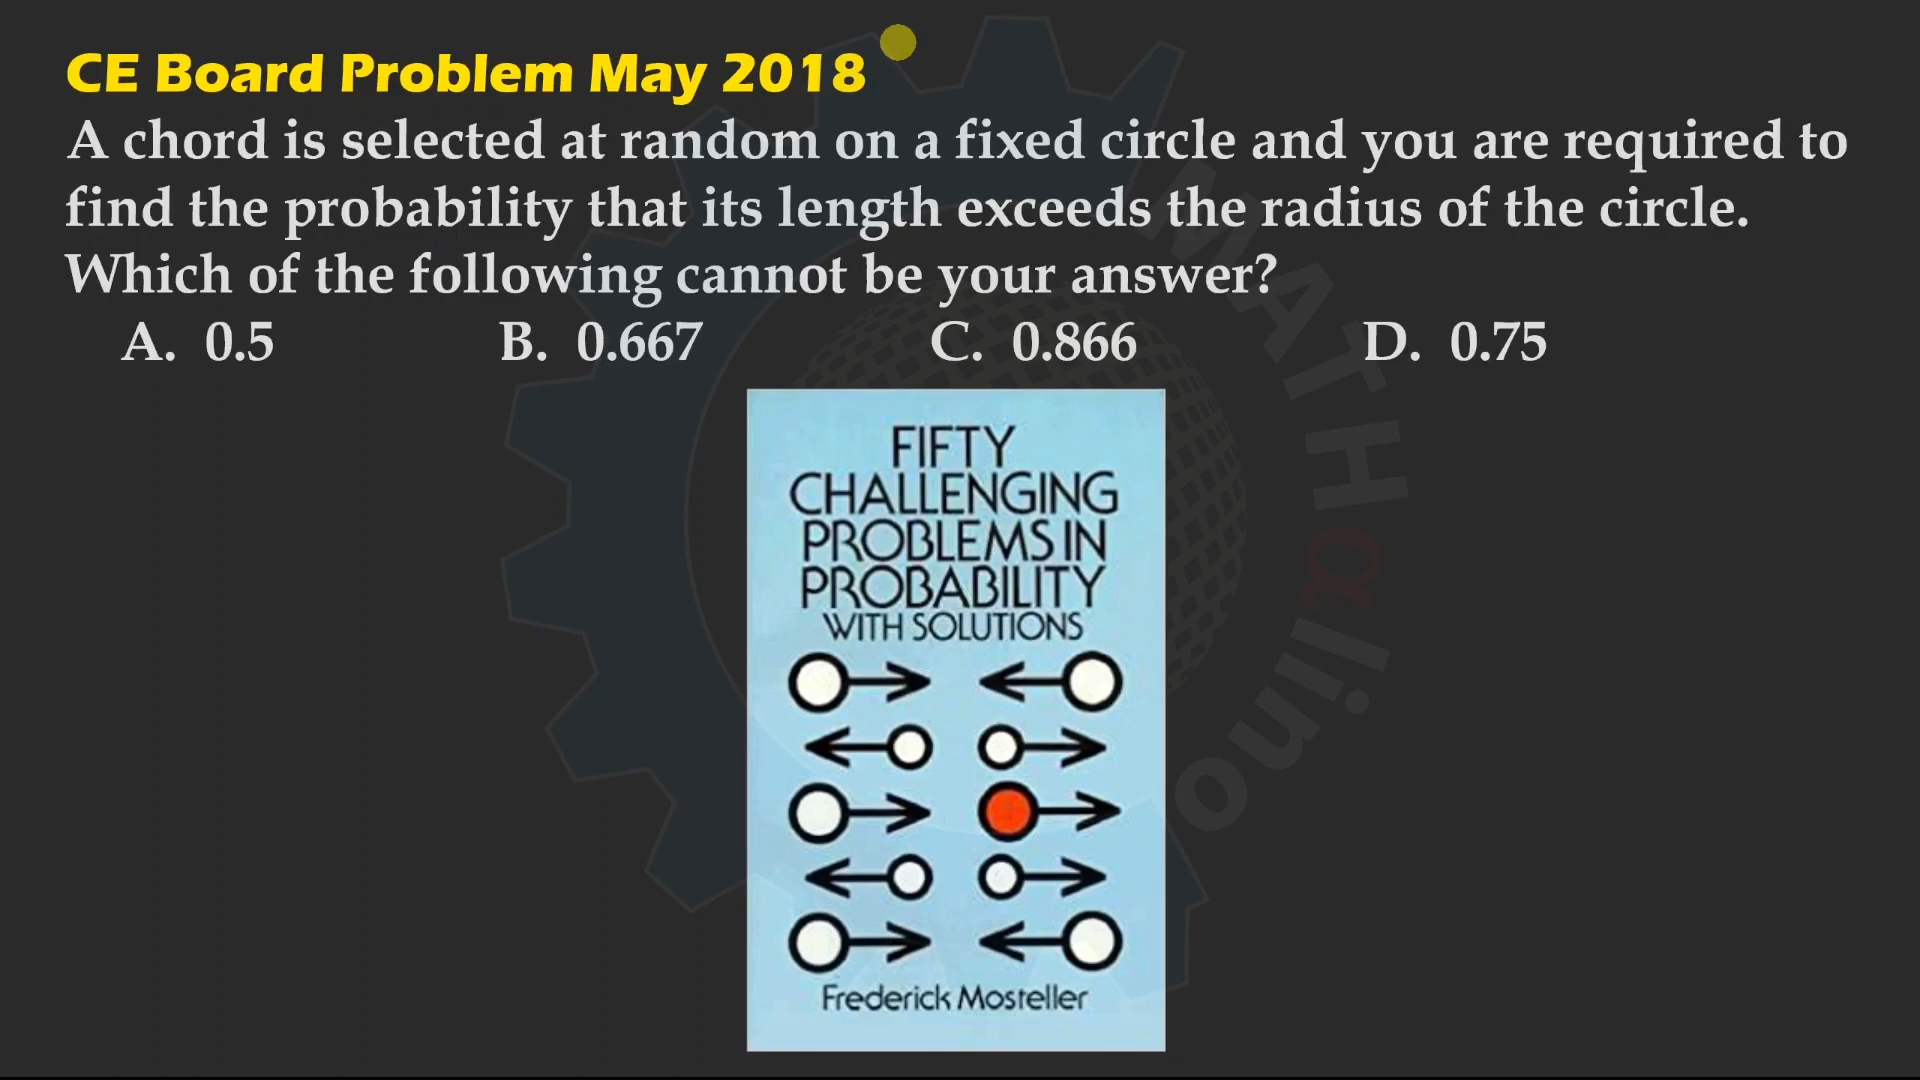 CE Board Problem May 2018
A chord is selected at random on a fixed circle and you are required to
find the probability that its length exceeds the radius of the circle.
Which of the following cannot be your answer?
A. 0.5 B. 0.667 C. 0.866 D. 0.75
FIFTY
CHALLENGING
PROBLEMS IN
PROBABILITY
WITH SOLUTIONS
Frederick Mosteller
MATHalino